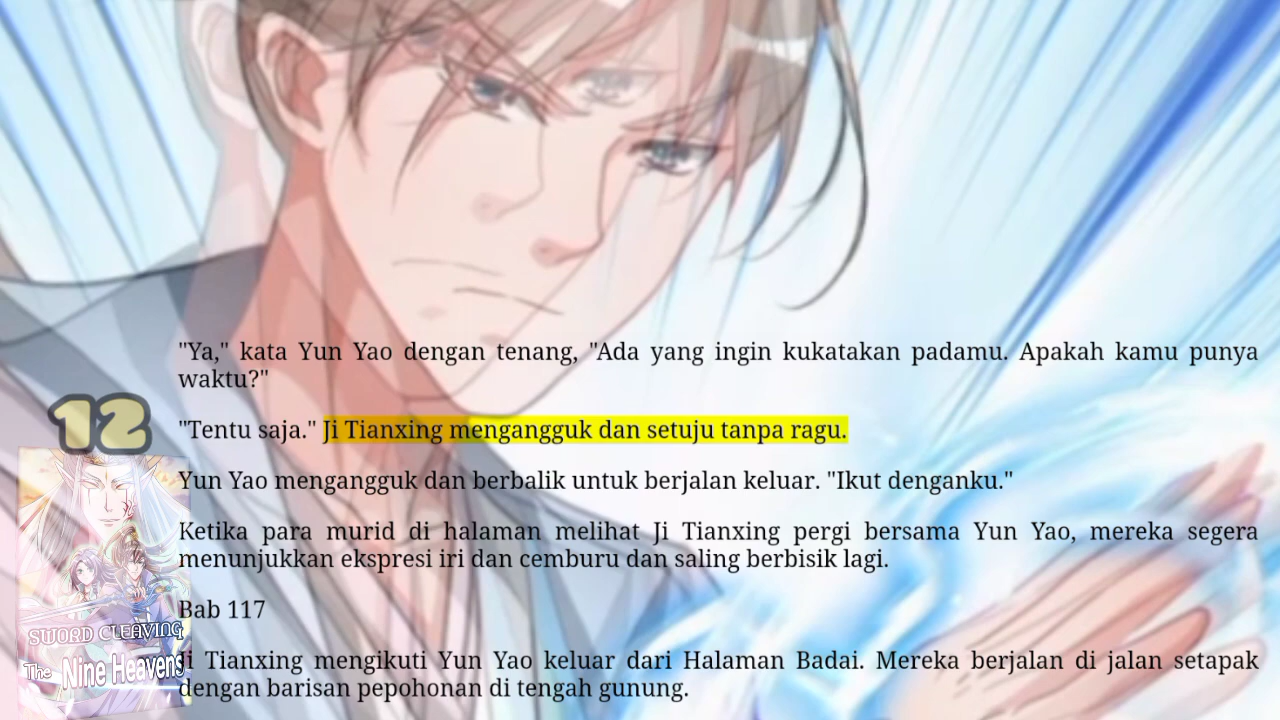 "Ya," kata Yun Yao dengan tenang, "Ada yang ingin kukatakan padamu. Apakah kamu punya
waktu?"
"Tentu saja." Ji Tianxing mengangguk dan setuju tanpa ragu.
Yun Yao mengangguk dan berbalik untuk berjalan keluar. "Ikut denganku."
Ketika para murid di halaman melihat Ji Tianxing pergi bersama Yun Yao, mereka segera
menunjukkan ekspresi iri dan cemburu dan saling berbisik lagi.
Bab 117
Ji Tianxing mengikuti Yun Yao keluar dari Halaman Badai. Mereka berjalan di jalan setapak
dengan barisan pepohonan di tengah gunung.
12
SWORD CLEAVING
The Nine Heavens